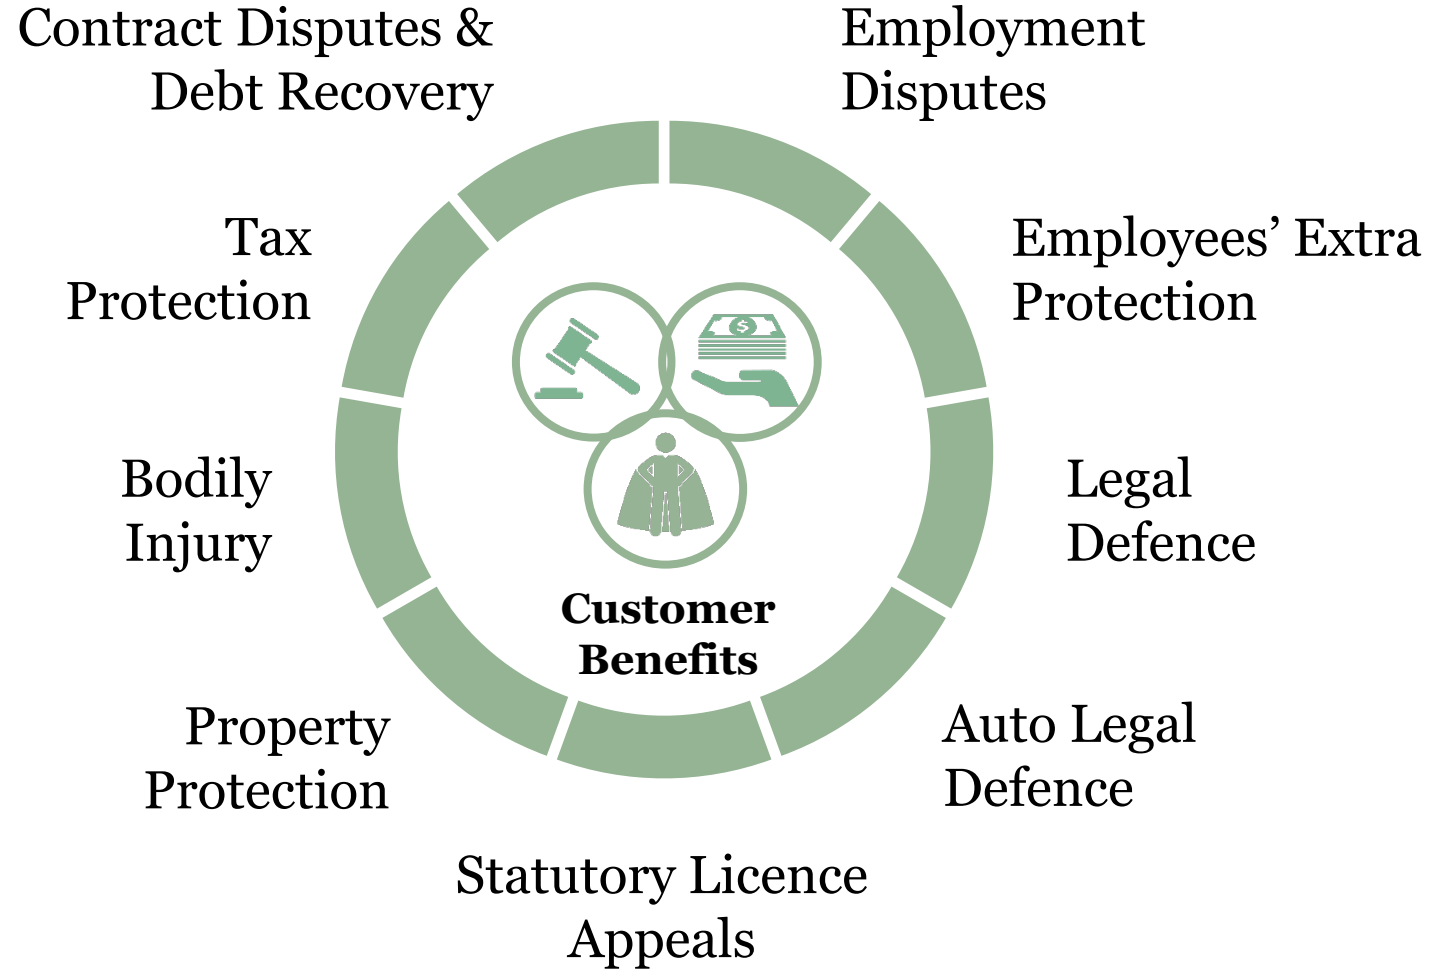 Contract Disputes &
Debt Recovery
Employment
Disputes
Tax
Protection
Employees’ Extra
Protection
Bodily
Injury
Legal
Defence
Customer
Benefits
Property
Protection
Auto Legal
Defence
Statutory Licence
Appeals